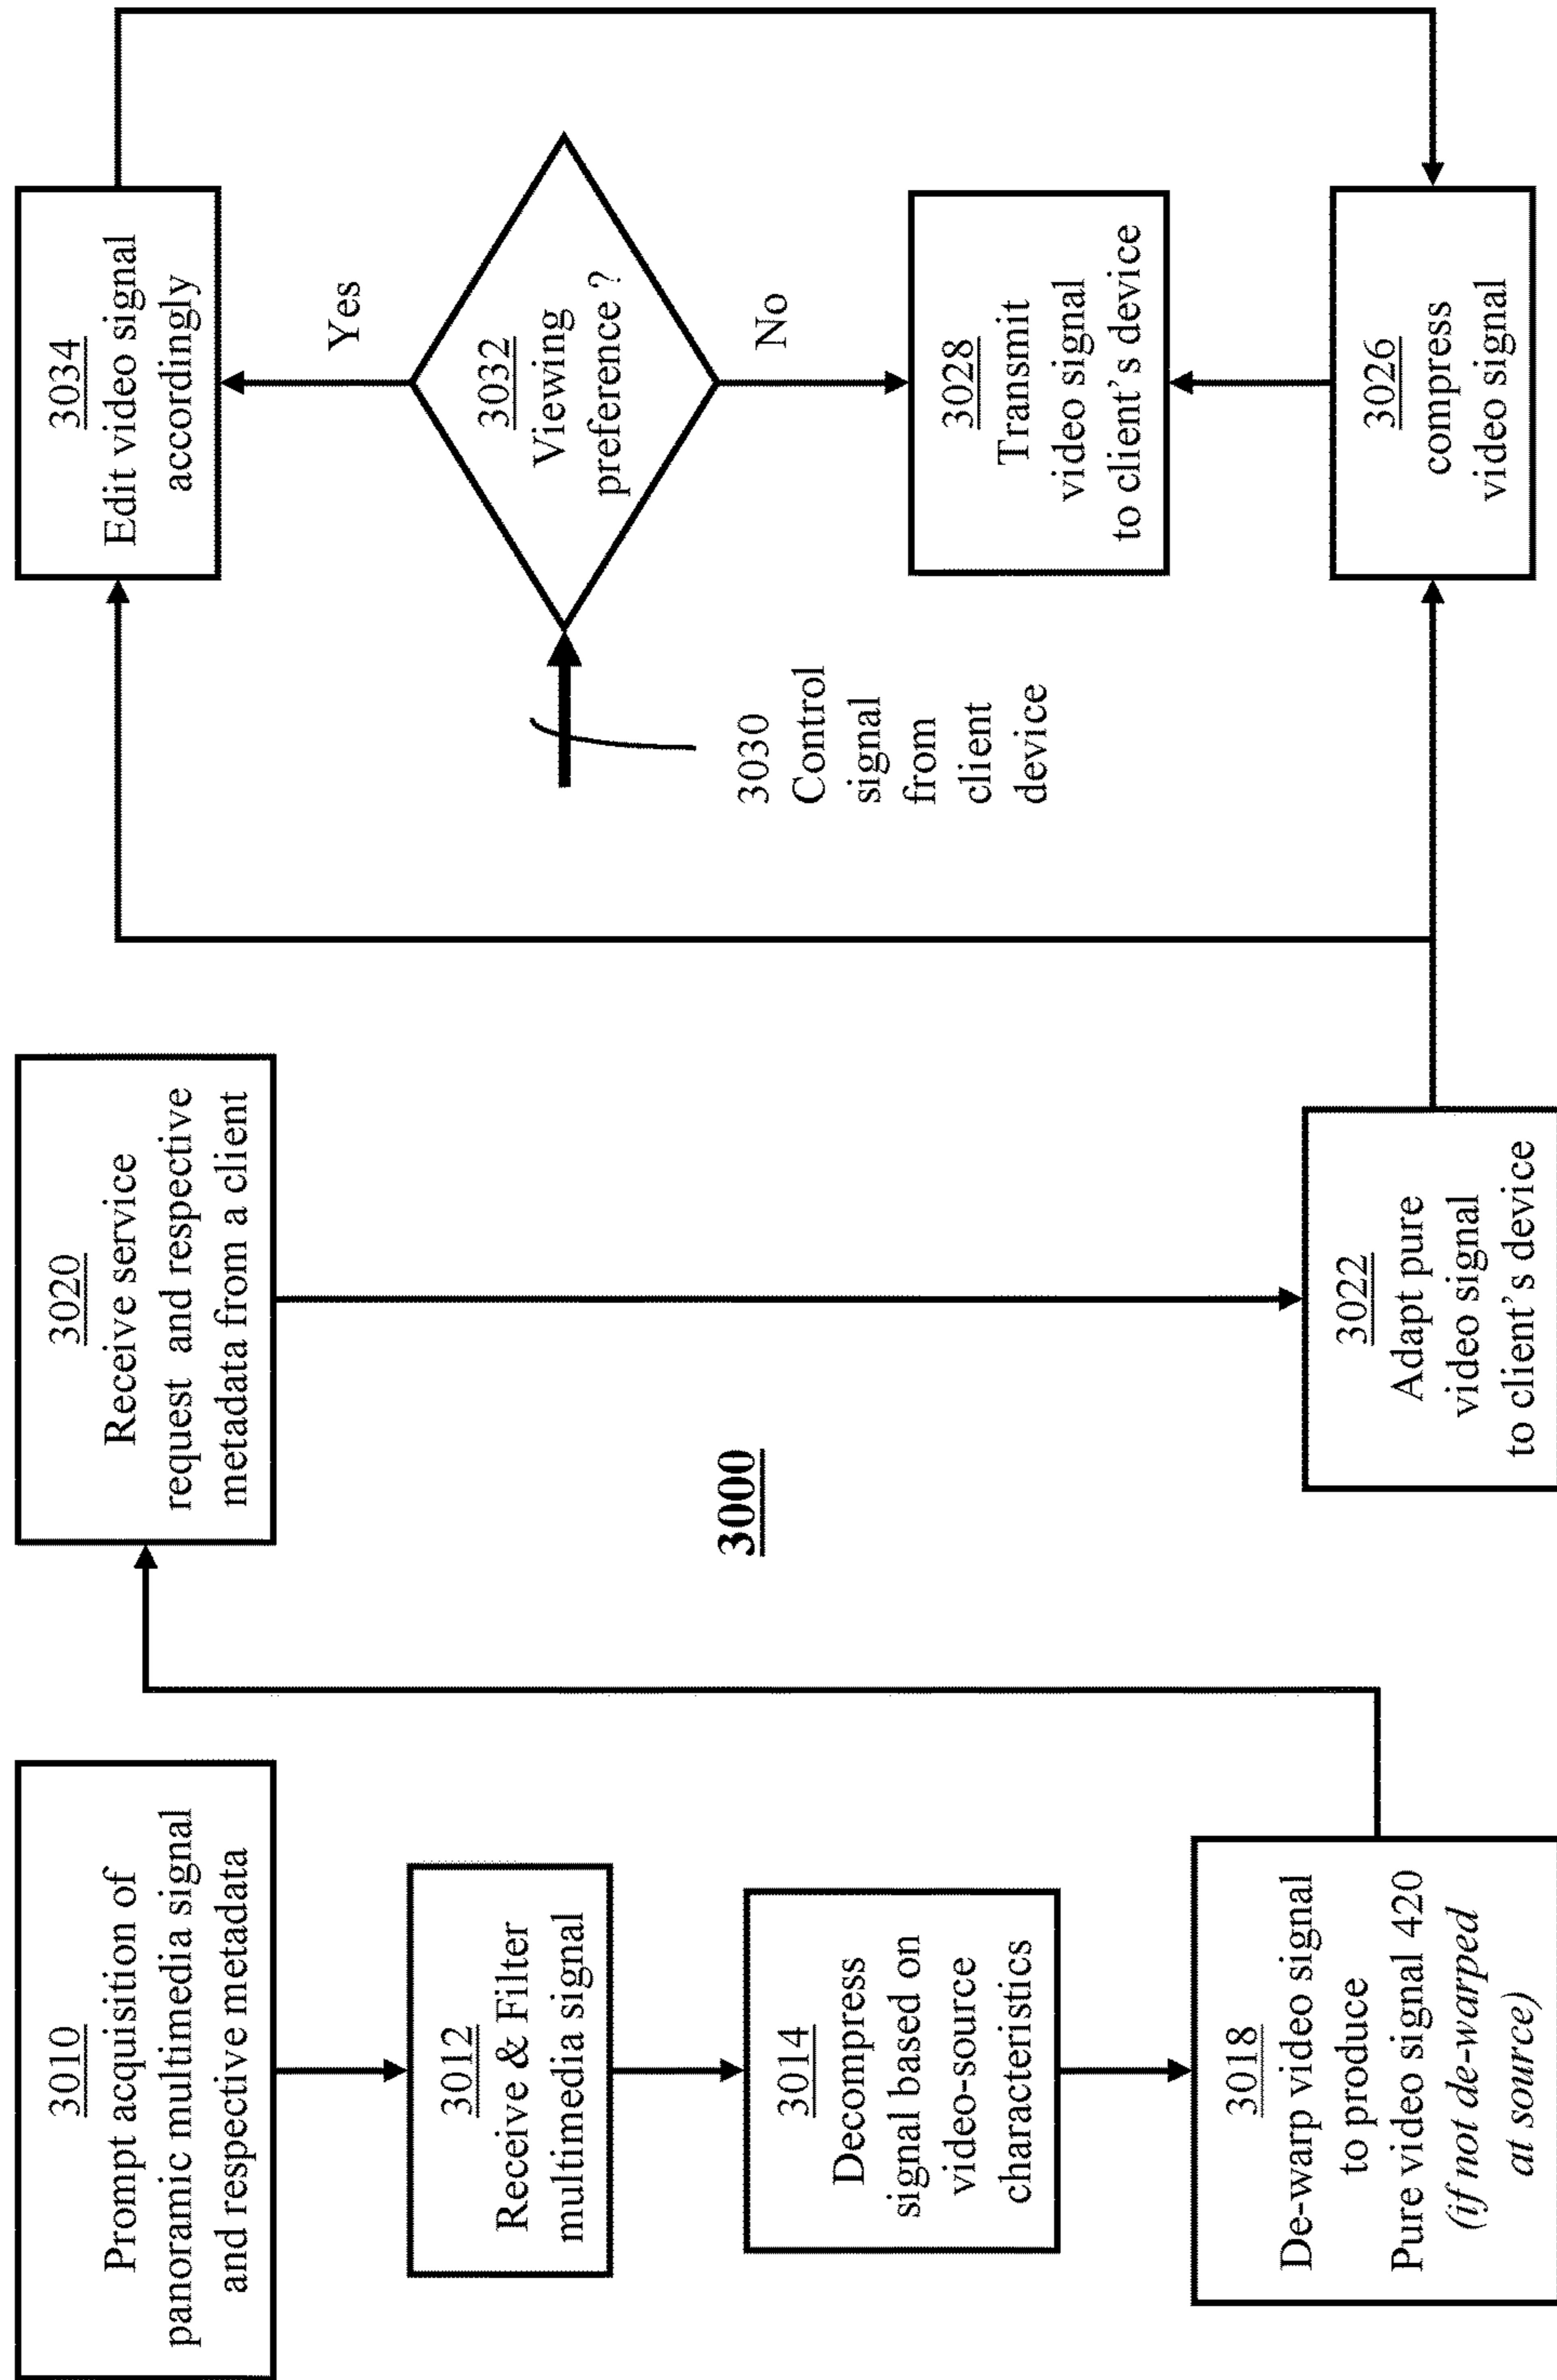 3010
Prompt acquisition of
panoramic multimedia signal
and respective metadata
3012
Receive & Filter
multimedia signal
3014
Decompress
signal based on
video-source
characteristics
3018
De-warp video signal
to produce
Pure video signal 420
(if not de-warped
at source)
3020
Receive service
request and respective
metadata from a client
3000
3022
Adapt pure
video signal
to client's device
3034
Edit video signal
accordingly
Yes
3032
Viewing
preference ?
No
3030
Control
signal
from
client
device
3028
Transmit
video signal
to client's device
3026
compress
video signal